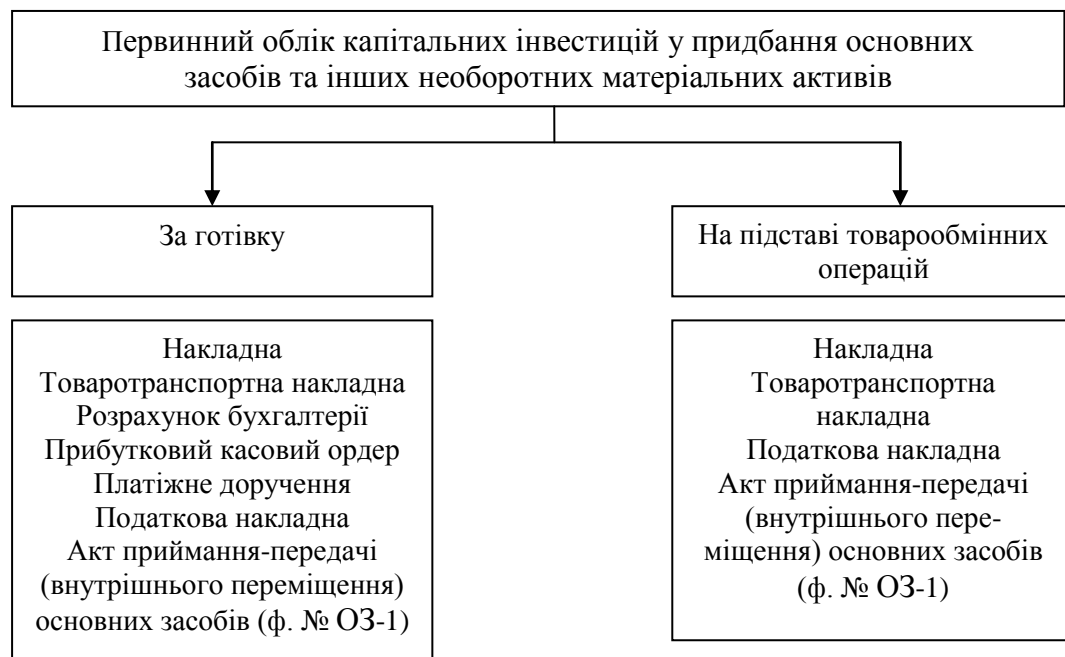 Первинний облік капітальних інвестицій у придбання основних
засобів та інших необоротних матеріальних активів
За готівку
На підставі товарообмінних
операцій
Накладна
Товаротранспортна накладна
Розрахунок бухгалтерії
Прибутковий касовий ордер
Платіжне доручення
Податкова накладна
Акт приймання-передачі
(внутрішнього переміщення)
основних засобів (ф. № ОЗ-1)
Накладна
Товаротранспортна
накладна
Податкова накладна
Акт приймання-передачі
(внутрішнього пере-
міщення) основних засобів
(ф. № ОЗ-1)